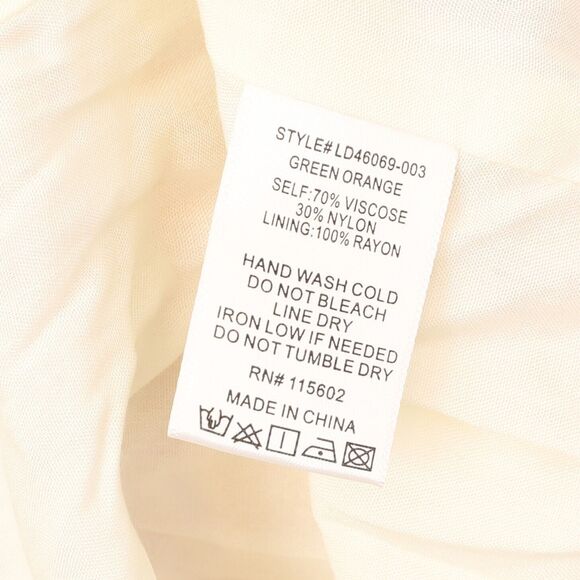 STYLE# LD46069-003
GREEN ORANGE
SELF:70% VISCOSE
30% NYLON
LINING:100% RAYON
HAND WASH COLD
DO NOT BLEACH
LINE DRY
IRON LOW IF NEEDED
DO NOT TUMBLE DRY
RN# 115602
MADE IN CHINA